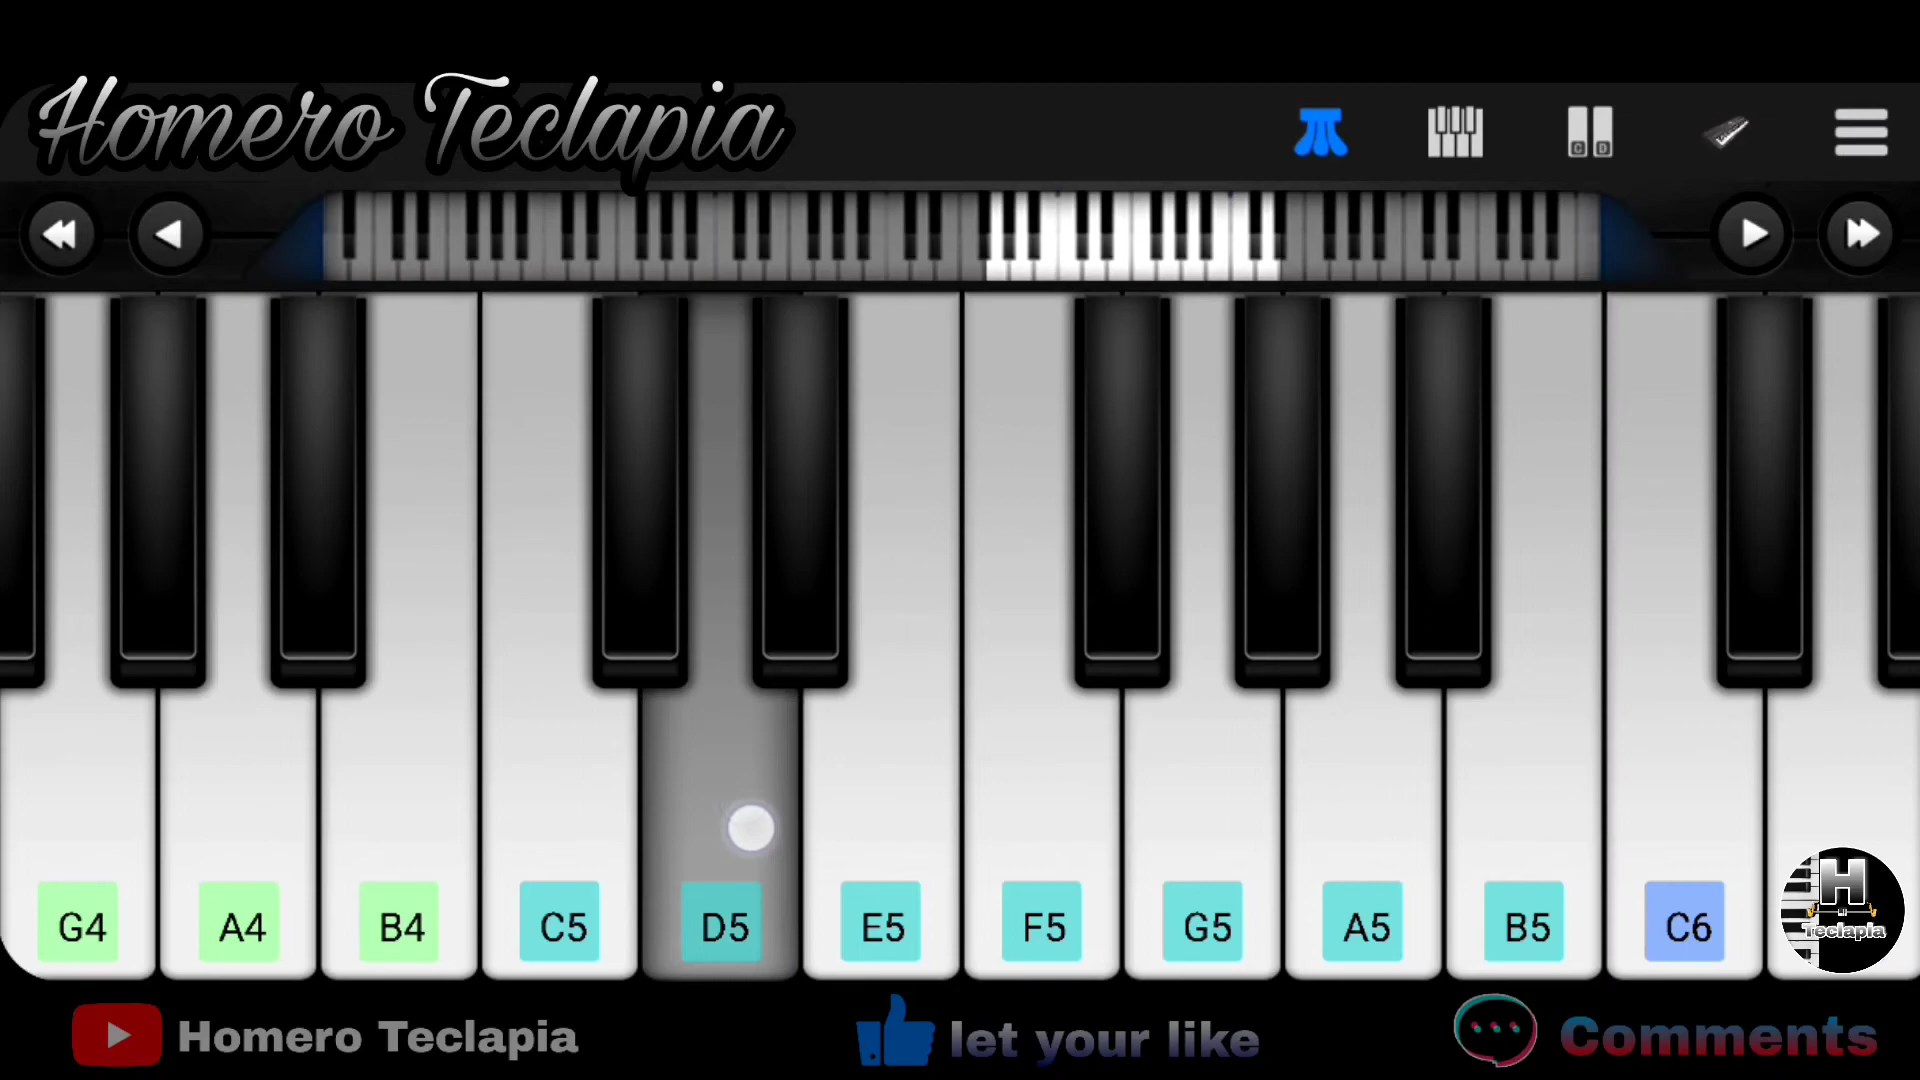 Homero Teclapia
C D
G4 A4 B4 C5 D5 E5 F5 G5 A5 B5 C6
H
Teclapia
Homero Teclapia
let your like
Comments